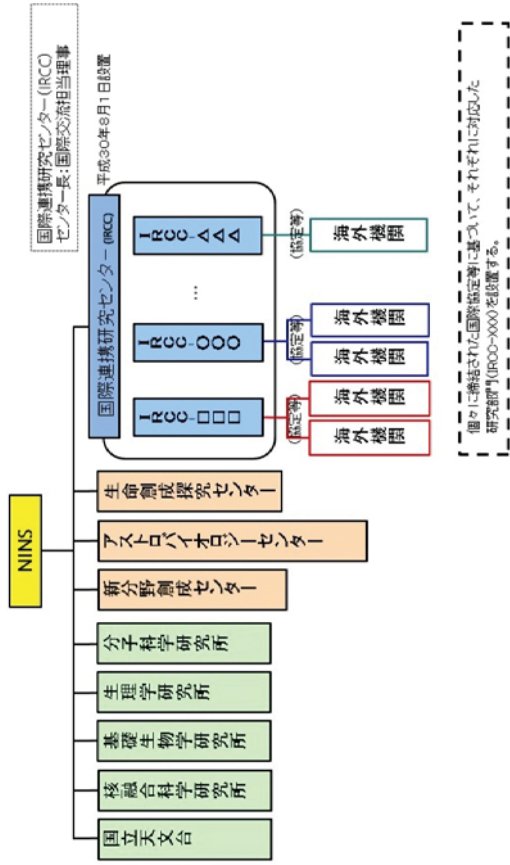 NINS
国立天文台
核融合科学研究所
基礎生物学研究所
生理学研究所
分子科学研究所
新分野創成センター
アストロバイオロジーセンター
生命創成探究センター
国際連携研究センター (IRCC)
IRCC-□□□
IRCC-○○○
…
IRCC-△△△
(協定等)
(協定等)
(協定等)
海外機関
海外機関
海外機関
海外機関
海外機関
平成30年8月1日設置
国際連携研究センター(IRCC)
センター長:国際交流担当理事
個々に締結された国際協定等に基づいて、それぞれに対応した
研究部門(IRCC-XXX)を設置する。